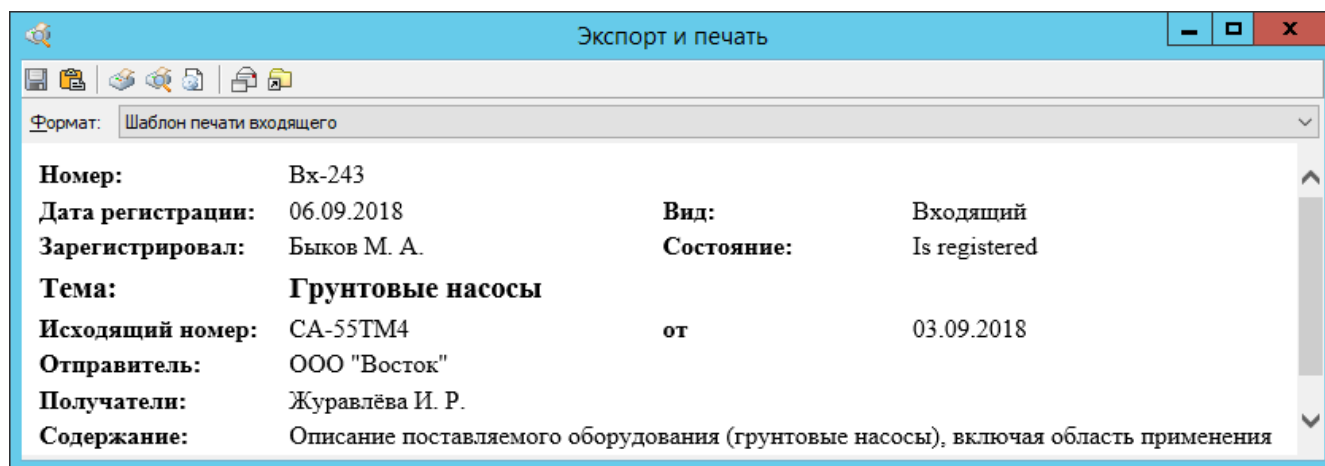 Экспорт и печать
Формат: Шаблон печати входящего
Номер: Вх-243
Дата регистрации: 06.09.2018 Вид: Входящий
Зарегистрировал: Быков М. А. Состояние: Is registered
Тема: Грунтовые насосы
Исходящий номер: СА-55ТМ4 от 03.09.2018
Отправитель: ООО "Восток"
Получатели: Журавлёва И. Р.
Содержание: Описание поставляемого оборудования (грунтовые насосы), включая область применения